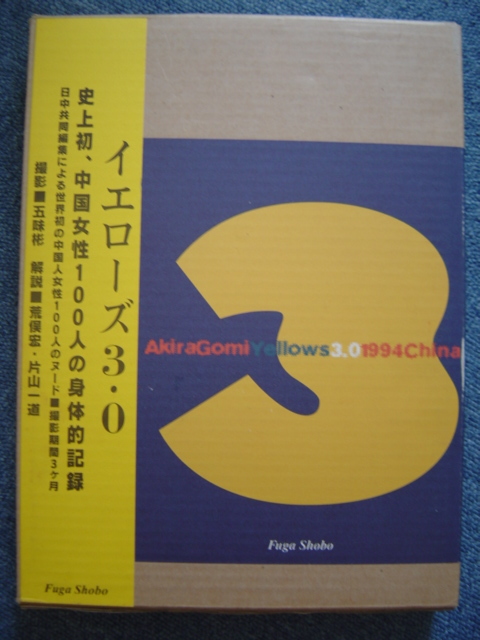 イエローズ3・0
史上初、中国女性100人の身体的記録
日中共同編集による世界初の中国人女性100人のヌード■撮影期間3ヶ月
撮影■五味彬 解説■荒俣宏・片山一道
Fuga Shobo
3
AkiraGomiYellows3.01994China
Fuga Shobo